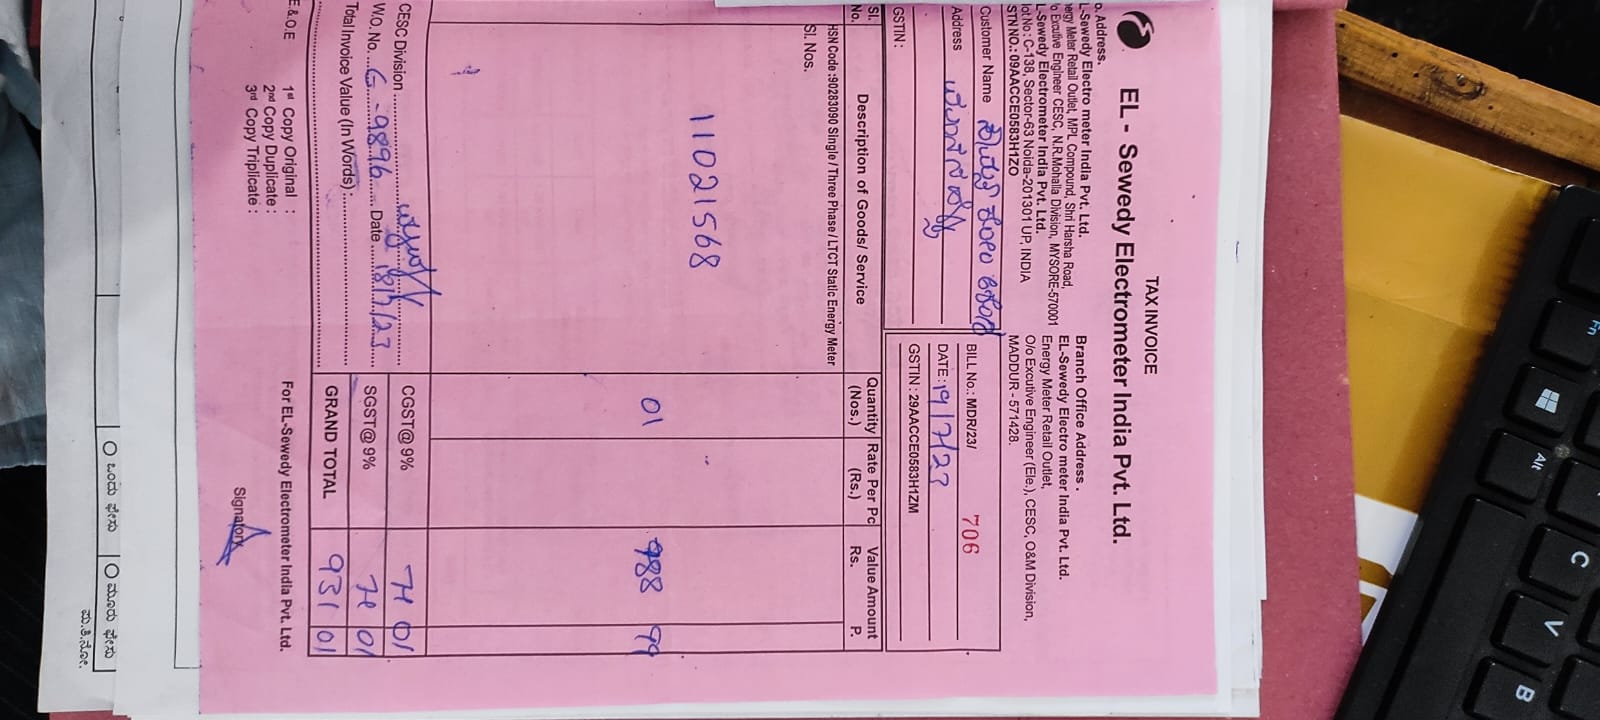 TAX INVOICE
EL - Sewedy Electrometer India Pvt. Ltd.
o. Address.
L-Sewedy Electro meter India Pvt. Ltd.
ergy Meter Retail Outlet, MPL Compound, Shri Harsha Road,
o Excutive Engineer CESC, N.R.Mohalla Division, MYSORE-570001
L-Sewedy Electrometer India Pvt. Ltd.
lot No : C-138, Sector-63 Noida-201301 UP, INDIA
STN NO.: 09AACCE0583H1ZO
Branch Office Address .
EL-Sewedy Electro meter India Pvt. Ltd.
Energy Meter Retail Outlet,
O/o Excutive Engineer (Ele.), CESC, O&M Division,
MADDUR - 571428.
Customer Name
Address
GSTIN :
BILL No.: MDR/23/ 706
DATE: 19/7/23
GSTIN : 29AACCE0583H1ZM
Sl. No. Description of Goods/ Service Quantity (Nos.) Rate Per Pc (Rs.) Value Amount Rs. P.
HSN Code :90283090 Single / Three Phase / LTCT Static Energy Meter
Sl. Nos.
11021568 01 788 99
CESC Division CGST@ 9% 71 01
W.O. No. G - 9896 Date 18/7/23 SGST@ 9% 71 01
Total Invoice Value (In Words) : GRAND TOTAL 931 01
E.&.O.E
1st Copy Original :
2nd Copy Duplicate :
3rd Copy Triplicate :
For EL-Sewedy Electrometer India Pvt. Ltd.
Signatory
ಒಂದು ಫೇಸು ಮೂರು ಫೇಸು
Fn
Alt
C
V
B